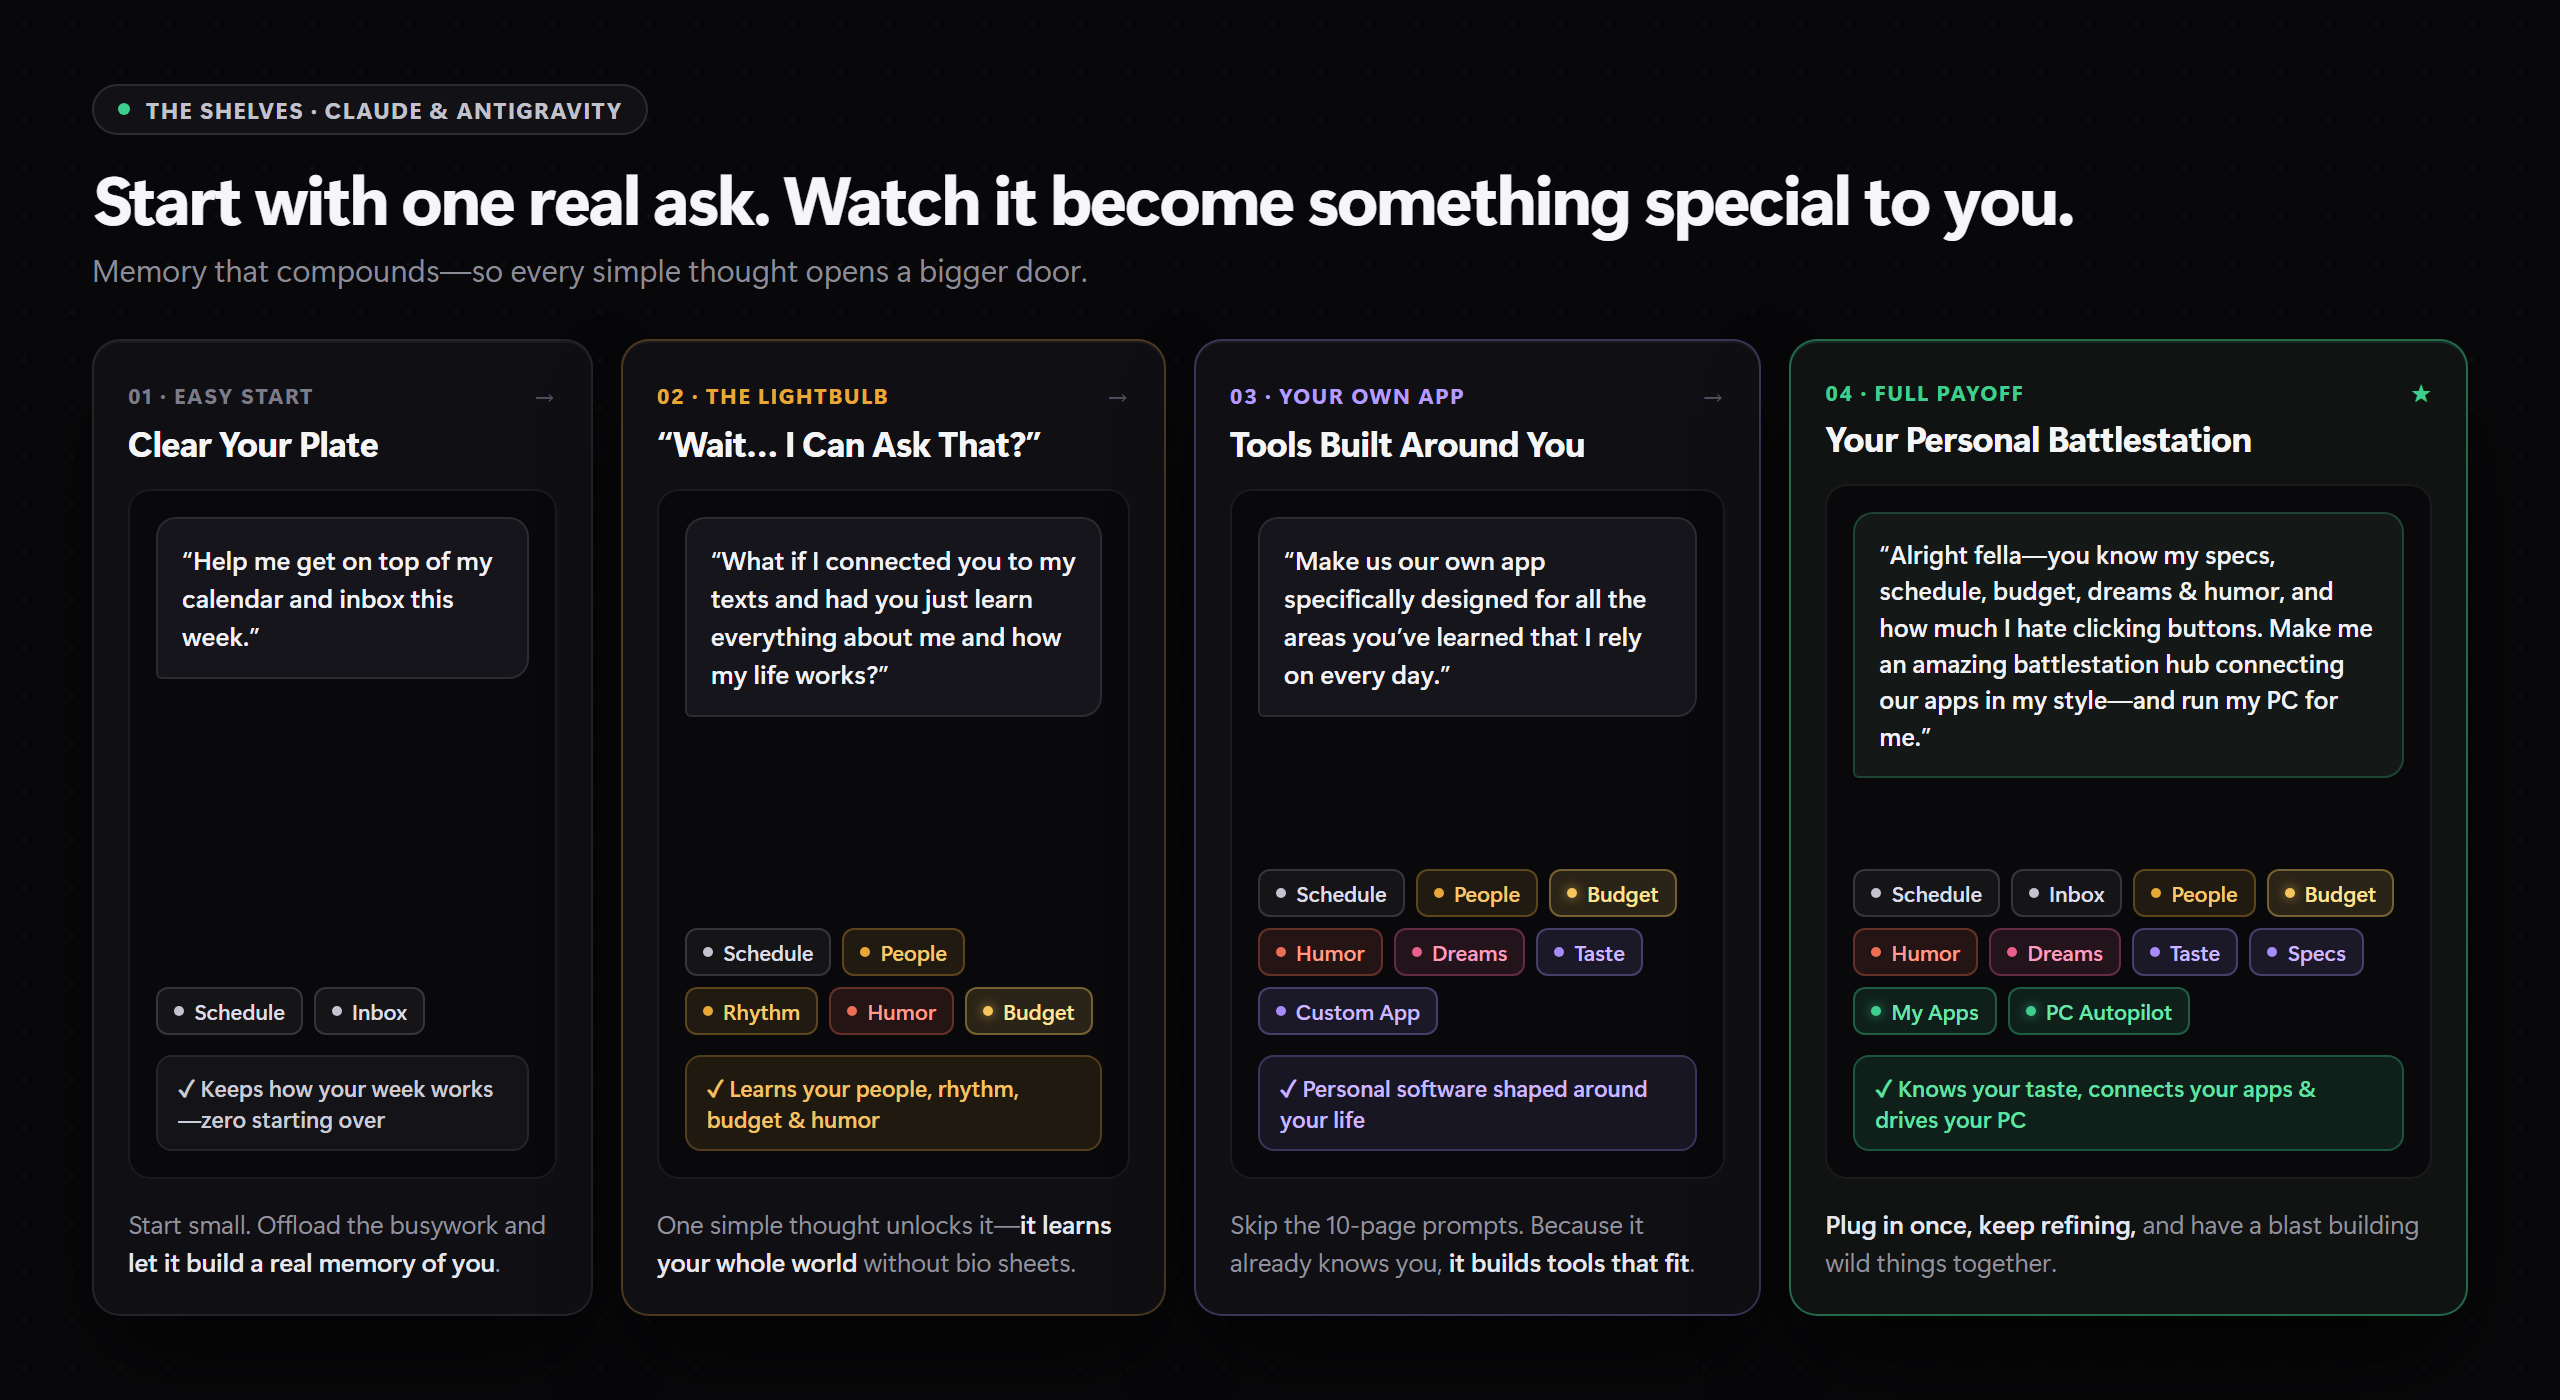 THE SHELVES · CLAUDE & ANTIGRAVITY
Start with one real ask. Watch it become something special to you.
Memory that compounds—so every simple thought opens a bigger door.
01 · EASY START →
Clear Your Plate
“Help me get on top of my
calendar and inbox this
week.”
Schedule Inbox
✓ Keeps how your week works
—zero starting over
Start small. Offload the busywork and
let it build a real memory of you.
02 · THE LIGHTBULB →
“Wait… I Can Ask That?”
“What if I connected you to my
texts and had you just learn
everything about me and how
my life works?”
Schedule People
Rhythm Humor Budget
✓ Learns your people, rhythm,
budget & humor
One simple thought unlocks it—it learns
your whole world without bio sheets.
03 · YOUR OWN APP →
Tools Built Around You
“Make us our own app
specifically designed for all the
areas you’ve learned that I rely
on every day.”
Schedule People Budget
Humor Dreams Taste
Custom App
✓ Personal software shaped around
your life
Skip the 10-page prompts. Because it
already knows you, it builds tools that fit.
04 · FULL PAYOFF ★
Your Personal Battlestation
“Alright fella—you know my specs,
schedule, budget, dreams & humor, and
how much I hate clicking buttons. Make me
an amazing battlestation hub connecting
our apps in my style—and run my PC for
me.”
Schedule Inbox People Budget
Humor Dreams Taste Specs
My Apps PC Autopilot
✓ Knows your taste, connects your apps &
drives your PC
Plug in once, keep refining, and have a blast building
wild things together.